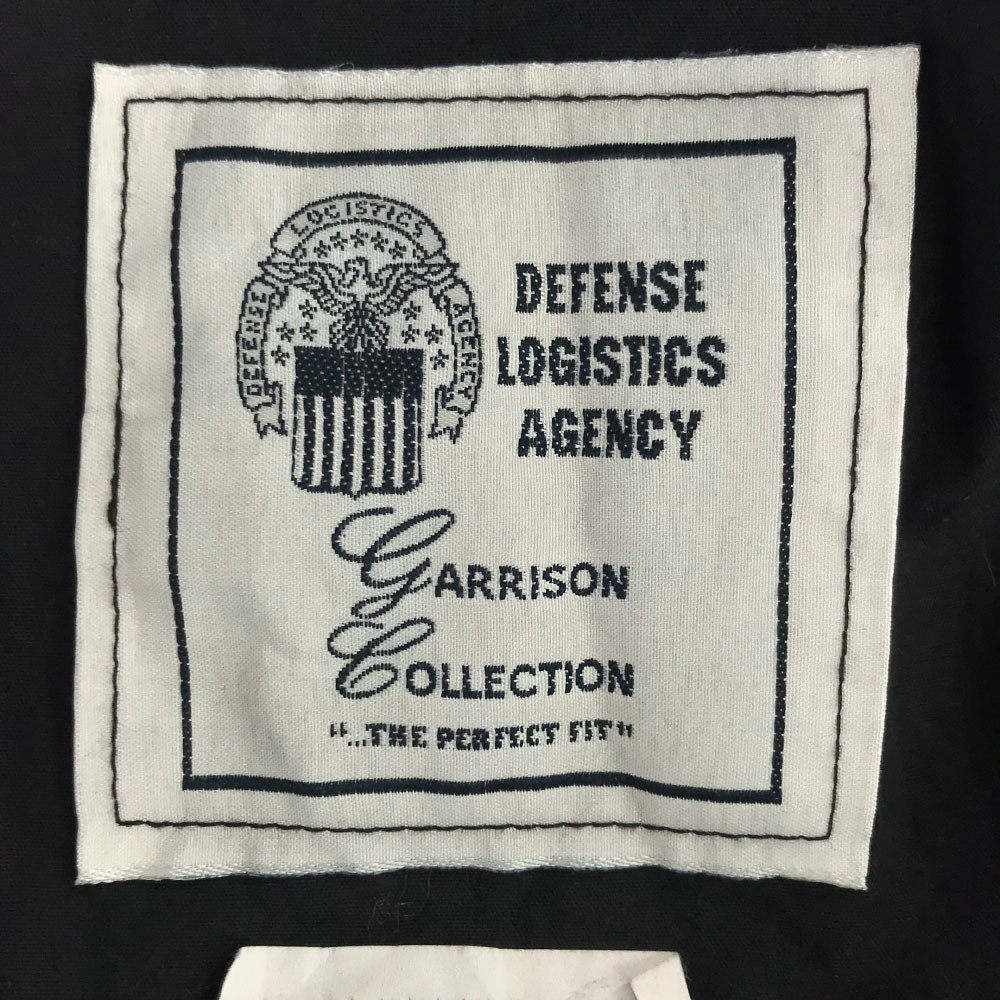 LOGISTICS
DEFENSE
AGENCY
DEFENSE
LOGISTICS
AGENCY
GARRISON
COLLECTION
"...THE PERFECT FIT"